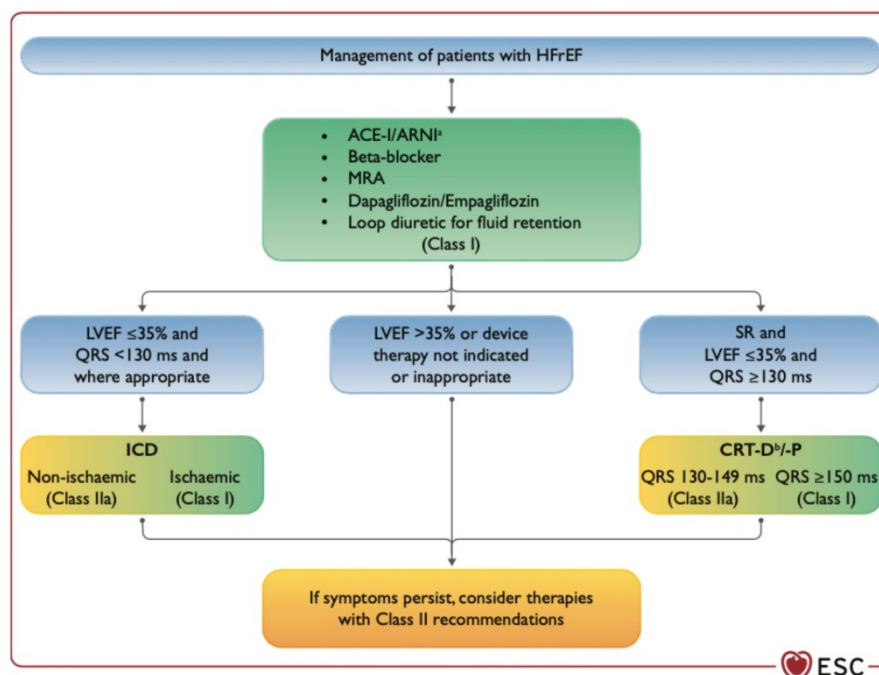 Management of patients with HFrEF
• ACE-I/ARNIª
• Beta-blocker
• MRA
• Dapagliflozin/Empagliflozin
• Loop diuretic for fluid retention
(Class I)
LVEF ≤35% and
QRS <130 ms and
where appropriate
LVEF >35% or device
therapy not indicated
or inappropriate
SR and
LVEF ≤35% and
QRS ≥130 ms
ICD
Non-ischaemic
(Class IIa)
Ischaemic
(Class I)
CRT-Dᵇ/-P
QRS 130-149 ms
(Class IIa)
QRS ≥150 ms
(Class I)
If symptoms persist, consider therapies
with Class II recommendations
ESC